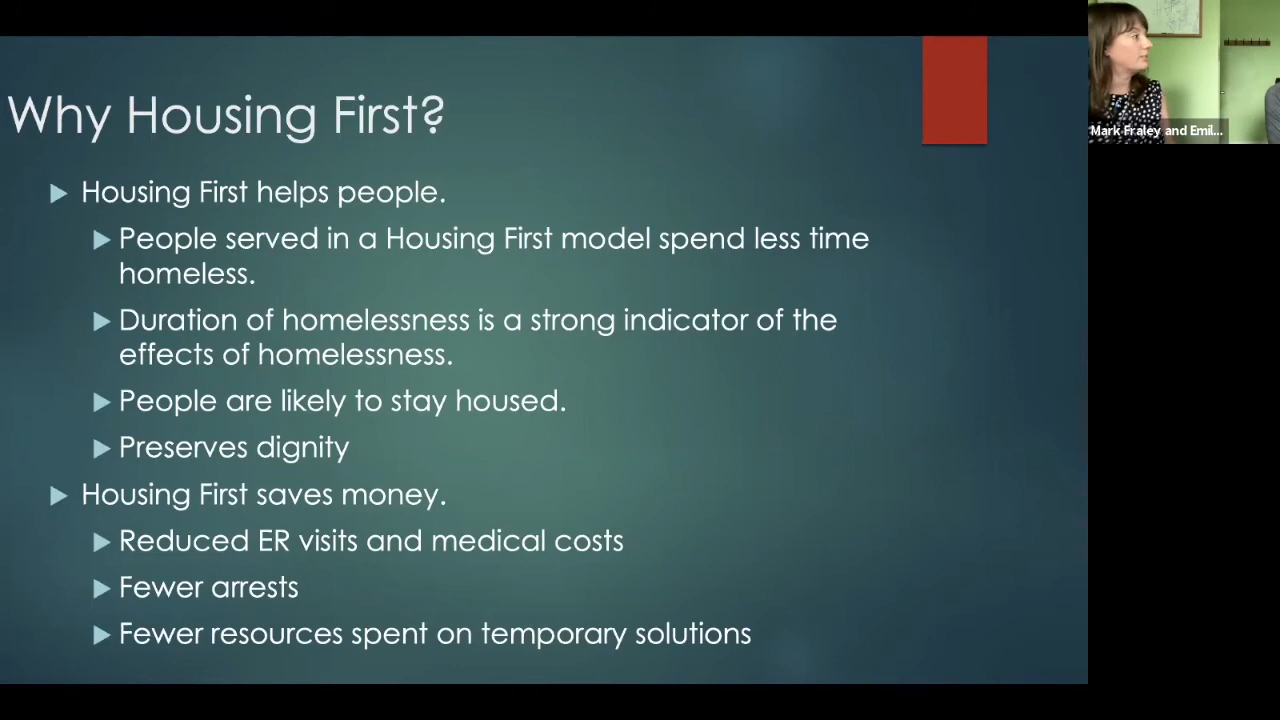 Why Housing First?
Housing First helps people.
People served in a Housing First model spend less time
homeless.
Duration of homelessness is a strong indicator of the
effects of homelessness.
People are likely to stay housed.
Preserves dignity
Housing First saves money.
Reduced ER visits and medical costs
Fewer arrests
Fewer resources spent on temporary solutions
Mark Fraley and Emil...